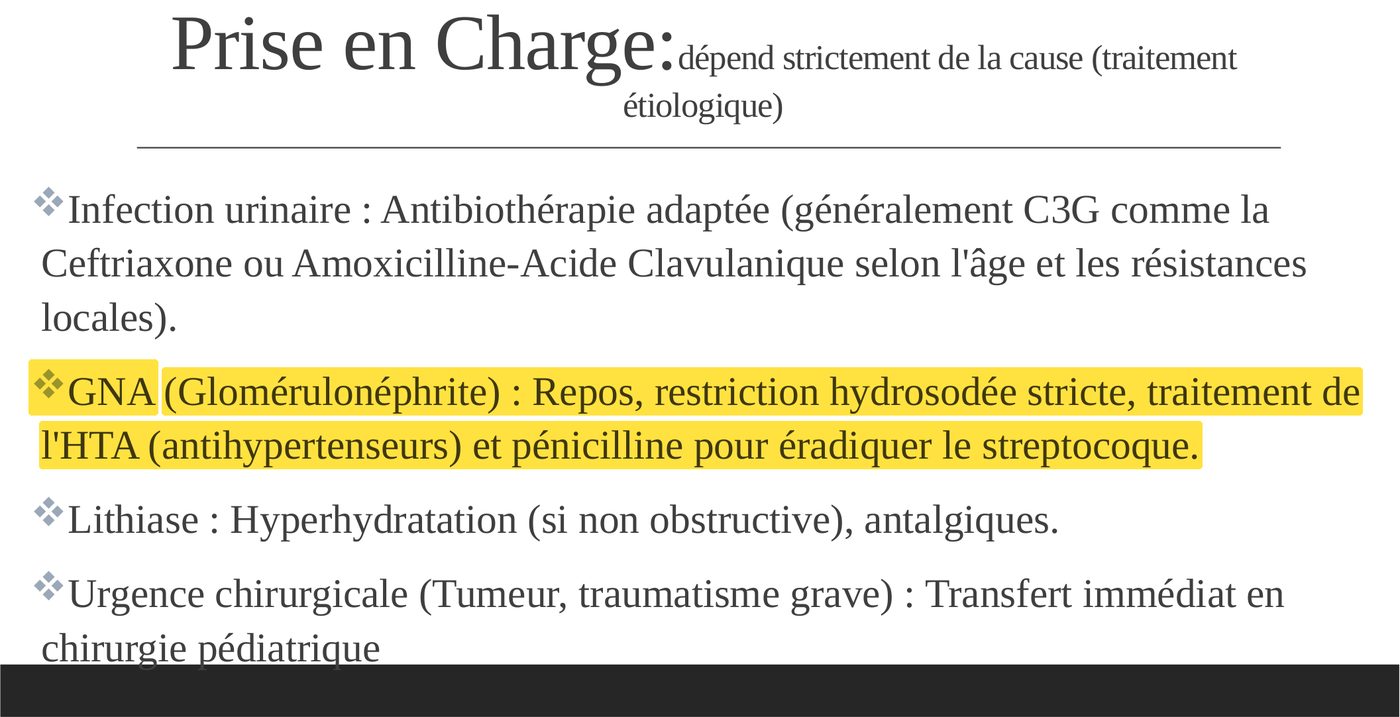 Prise en Charge:dépend strictement de la cause (traitement
étiologique)
❖Infection urinaire : Antibiothérapie adaptée (généralement C3G comme la
Ceftriaxone ou Amoxicilline-Acide Clavulanique selon l'âge et les résistances
locales).
❖GNA (Glomérulonéphrite) : Repos, restriction hydrosodée stricte, traitement de
l'HTA (antihypertenseurs) et pénicilline pour éradiquer le streptocoque.
❖Lithiase : Hyperhydratation (si non obstructive), antalgiques.
❖Urgence chirurgicale (Tumeur, traumatisme grave) : Transfert immédiat en
chirurgie pédiatrique